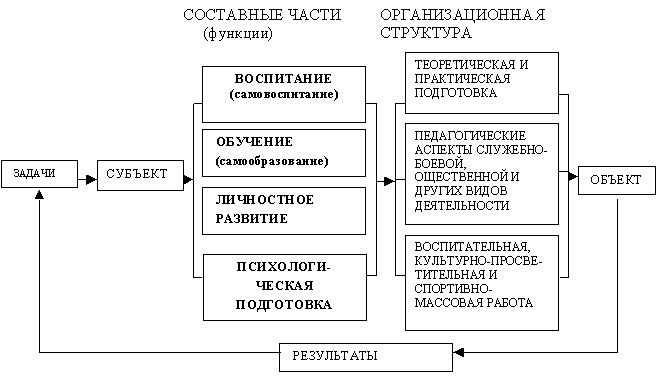 СОСТАВНЫЕ ЧАСТИ
(функции)
ОРГАНИЗАЦИОННАЯ
СТРУКТУРА
ЗАДАЧИ
СУБЪЕКТ
ВОСПИТАНИЕ
(самовоспитание)
ОБУЧЕНИЕ
(самообразование)
ЛИЧНОСТНОЕ
РАЗВИТИЕ
ПСИХОЛОГИ-
ЧЕСКАЯ
ПОДГОТОВКА
ТЕОРЕТИЧЕСКАЯ И
ПРАКТИЧЕСКАЯ
ПОДГОТОВКА
ПЕДАГОГИЧЕСКИЕ
АСПЕКТЫ СЛУЖЕБНО-
БОЕВОЙ,
ОЩЕСТВЕННОЙ И
ДРУГИХ ВИДОВ
ДЕЯТЕЛЬНОСТИ
ВОСПИТАТЕЛЬНАЯ,
КУЛЬТУРНО-ПРОСВЕ-
ТИТЕЛЬНАЯ И
СПОРТИВНО-
МАССОВАЯ РАБОТА
ОБЪЕКТ
РЕЗУЛЬТАТЫ